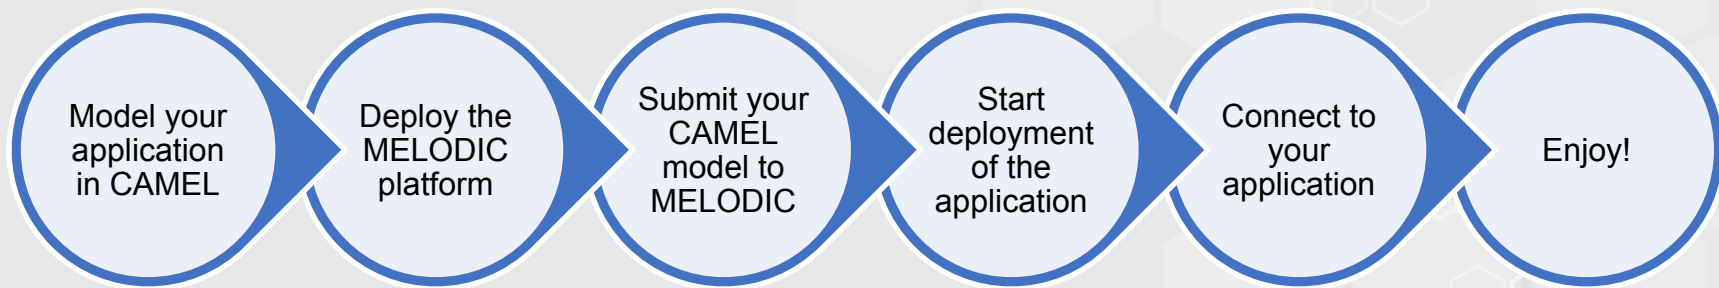 Model your
application
in CAMEL
Deploy the
MELODIC
platform
Submit your
CAMEL
model to
MELODIC
Start
deployment
of the
application
Connect to
your
application
Enjoy!